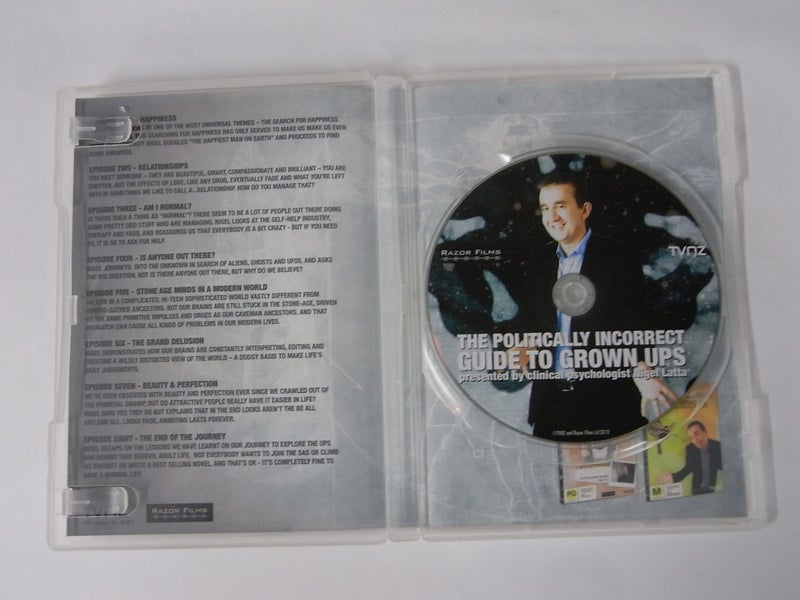 HAPPINESS
AT ONE OF THE MOST UNIVERSAL THEMES - THE SEARCH FOR HAPPINESS.
SEARCHING FOR HAPPINESS HAS ONLY SERVED TO MAKE US MAKE US EVEN
NIGEL GOOGLES "THE HAPPIEST MAN ON EARTH" AND PROCEEDS TO FIND
SOME ANSWERS.
EPISODE TWO - RELATIONSHIPS
YOU MEET SOMEONE - THEY ARE BEAUTIFUL, SMART, COMPASSIONATE AND BRILLIANT - YOU ARE
SMITTEN. BUT THE EFFECTS OF LOVE, LIKE ANY DRUG, EVENTUALLY FADE AND WHAT YOU'RE LEFT
WITH IS SOMETHING WE LIKE TO CALL A...RELATIONSHIP. HOW DO YOU MANAGE THAT?
EPISODE THREE - AM I NORMAL?
IS THERE SUCH A THING AS "NORMAL"? THERE SEEM TO BE A LOT OF PEOPLE OUT THERE DOING
SOME PRETTY ODD STUFF WHO ARE MANAGING. NIGEL LOOKS AT THE SELF-HELP INDUSTRY,
THERAPY AND FADS, AND REASSURES US THAT EVERYBODY IS A BIT CRAZY - BUT IF YOU NEED
IT, IT IS OK TO ASK FOR HELP.
EPISODE FOUR - IS ANYONE OUT THERE?
NIGEL JOURNEYS INTO THE UNKNOWN IN SEARCH OF ALIENS, GHOSTS AND UFOS, AND ASKS
THE BIG QUESTION, NOT IS THERE ANYONE OUT THERE, BUT WHY DO WE BELIEVE?
EPISODE FIVE - STONE AGE MINDS IN A MODERN WORLD
WE LIVE IN A COMPLICATED, HI-TECH SOPHISTICATED WORLD VASTLY DIFFERENT FROM
HUNTER-GATHER ANCESTORS. BUT OUR BRAINS ARE STILL STUCK IN THE STONE-AGE, DRIVEN
BY THE SAME PRIMITIVE IMPULSES AND URGES AS OUR CAVEMAN ANCESTORS. AND THAT
MISMATCH CAN CAUSE ALL KINDS OF PROBLEMS IN OUR MODERN LIVES.
EPISODE SIX - THE GRAND DELUSION
NIGEL DEMONSTRATES HOW OUR BRAINS ARE CONSTANTLY INTERPRETING, EDITING AND
CREATING A WILDLY DISTORTED VIEW OF THE WORLD - A DODGY BASIS TO MAKE LIFE'S
DAILY JUDGEMENTS.
EPISODE SEVEN - BEAUTY & PERFECTION
WE'VE BEEN OBSESSED WITH BEAUTY AND PERFECTION EVER SINCE WE CRAWLED OUT OF
THE PRIMEVAL SWAMP, BUT DO ATTRACTIVE PEOPLE REALLY HAVE IT EASIER IN LIFE?
NIGEL SAYS YES THEY DO BUT EXPLAINS THAT IN THE END LOOKS AREN'T THE BE ALL
AND END ALL. LOOKS FADE, ANNOYING LASTS FOREVER.
EPISODE EIGHT - THE END OF THE JOURNEY
NIGEL RECAPS ON THE LESSONS WE HAVE LEARNT ON OUR JOURNEY TO EXPLORE THE UPS
AND DOWNS THAT BEDEVIL ADULT LIFE. NOT EVERYBODY WANTS TO JOIN THE SAS OR CLIMB
MT EVEREST OR WRITE A BEST SELLING NOVEL. AND THAT'S OK - IT'S COMPLETELY FINE TO
HAVE A NORMAL LIFE.
RAZOR FILMS
RAZOR FILMS
TVNZ
THE POLITICALLY INCORRECT
GUIDE TO GROWN UPS
presented by clinical psychologist Nigel Latta
©TVNZ and Razor Films Ltd 2012
PG
M